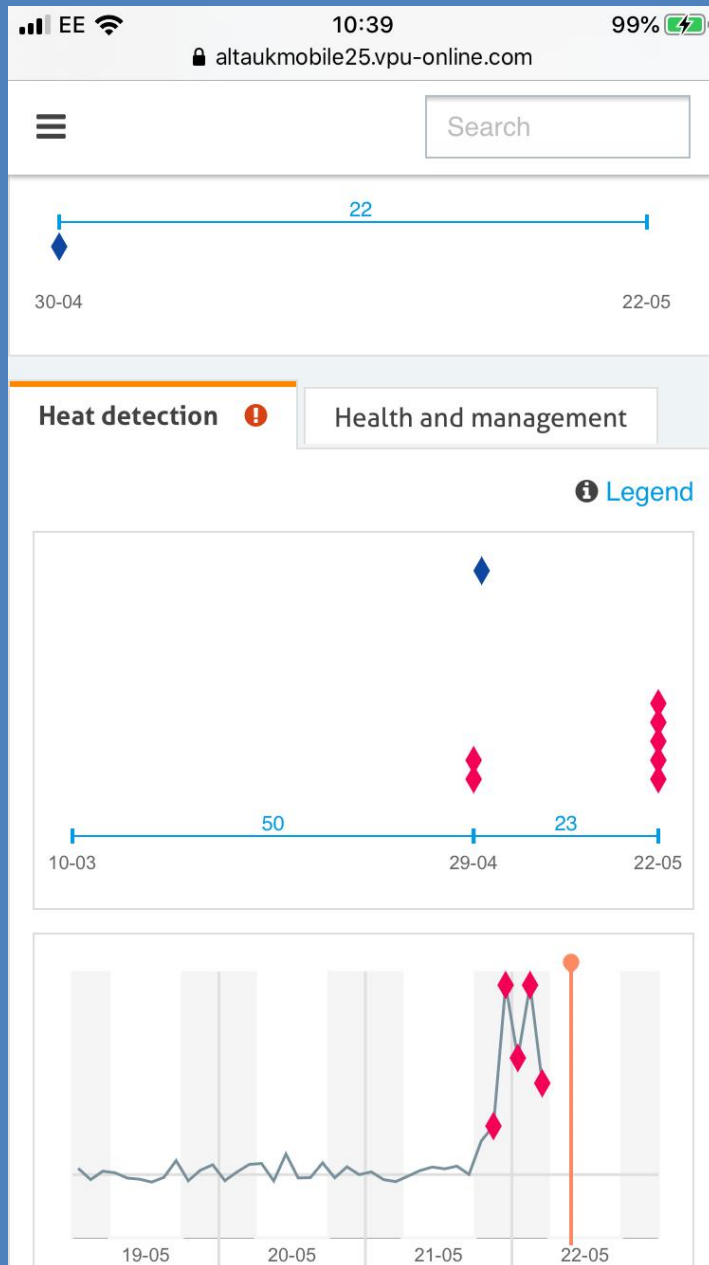 EE 10:39 99%
altaukmobile25.vpu-online.com
Search
22
30-04 22-05
Heat detection Health and management
Legend
50 23
10-03 29-04 22-05
19-05 20-05 21-05 22-05